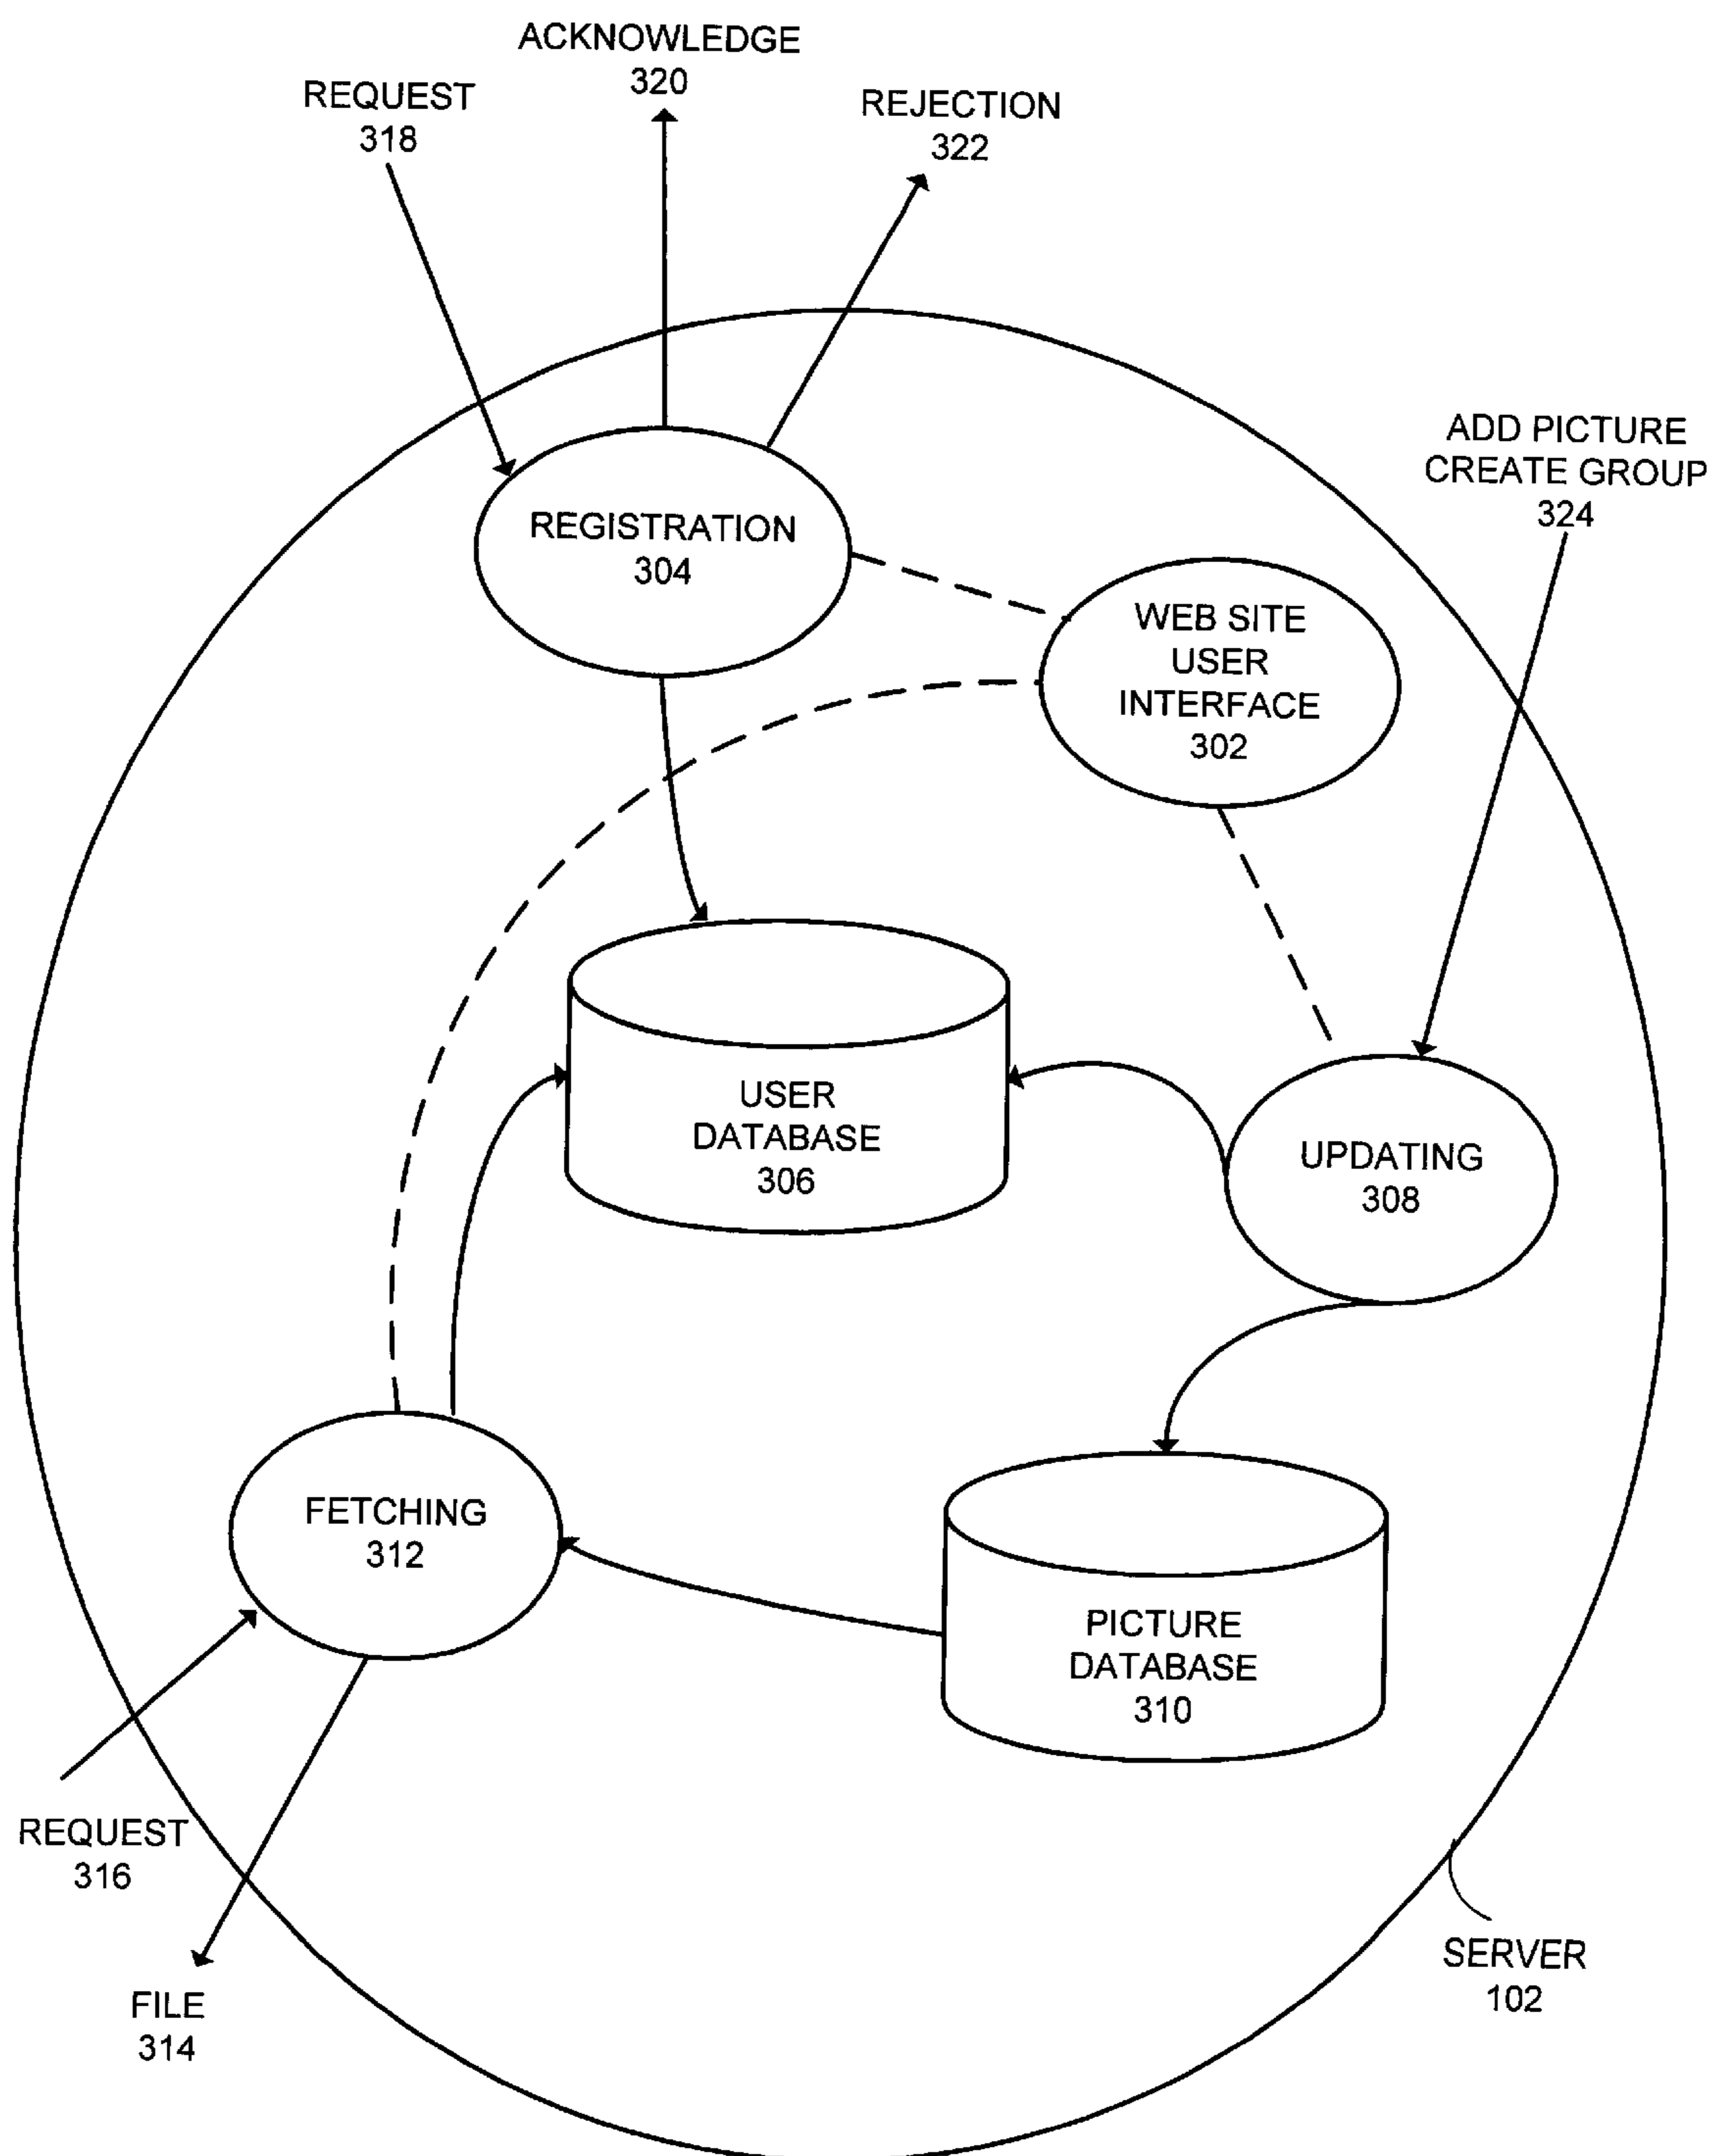 ACKNOWLEDGE
320
REQUEST
318
REJECTION
322
ADD PICTURE
CREATE GROUP
324
REGISTRATION
304
WEB SITE
USER
INTERFACE
302
USER
DATABASE
306
UPDATING
308
FETCHING
312
PICTURE
DATABASE
310
REQUEST
316
SERVER
102
FILE
314